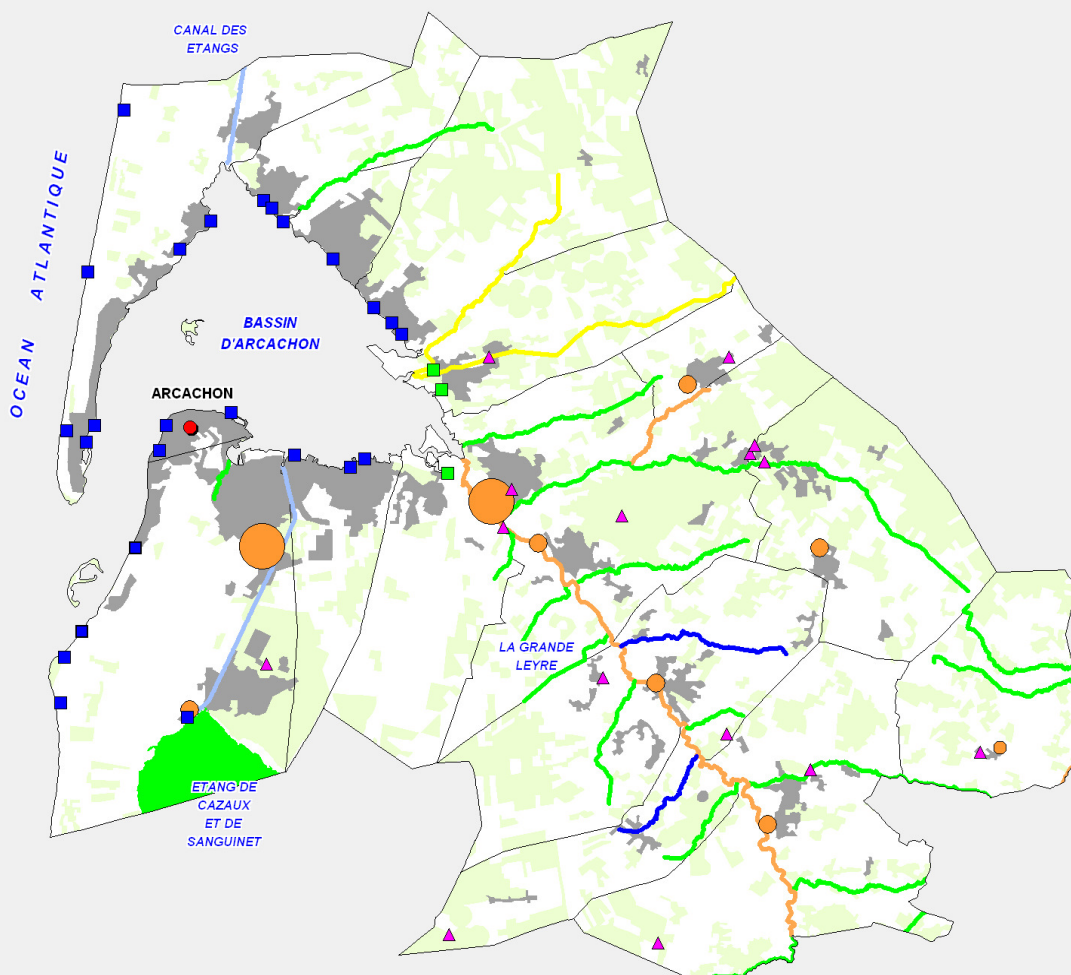 CANAL DES
ETANGS
OCEAN ATLANTIQUE
BASSIN
D'ARCACHON
ARCACHON
LA GRANDE
LEYRE
ETANG DE
CAZAUX
ET DE
SANGUINET